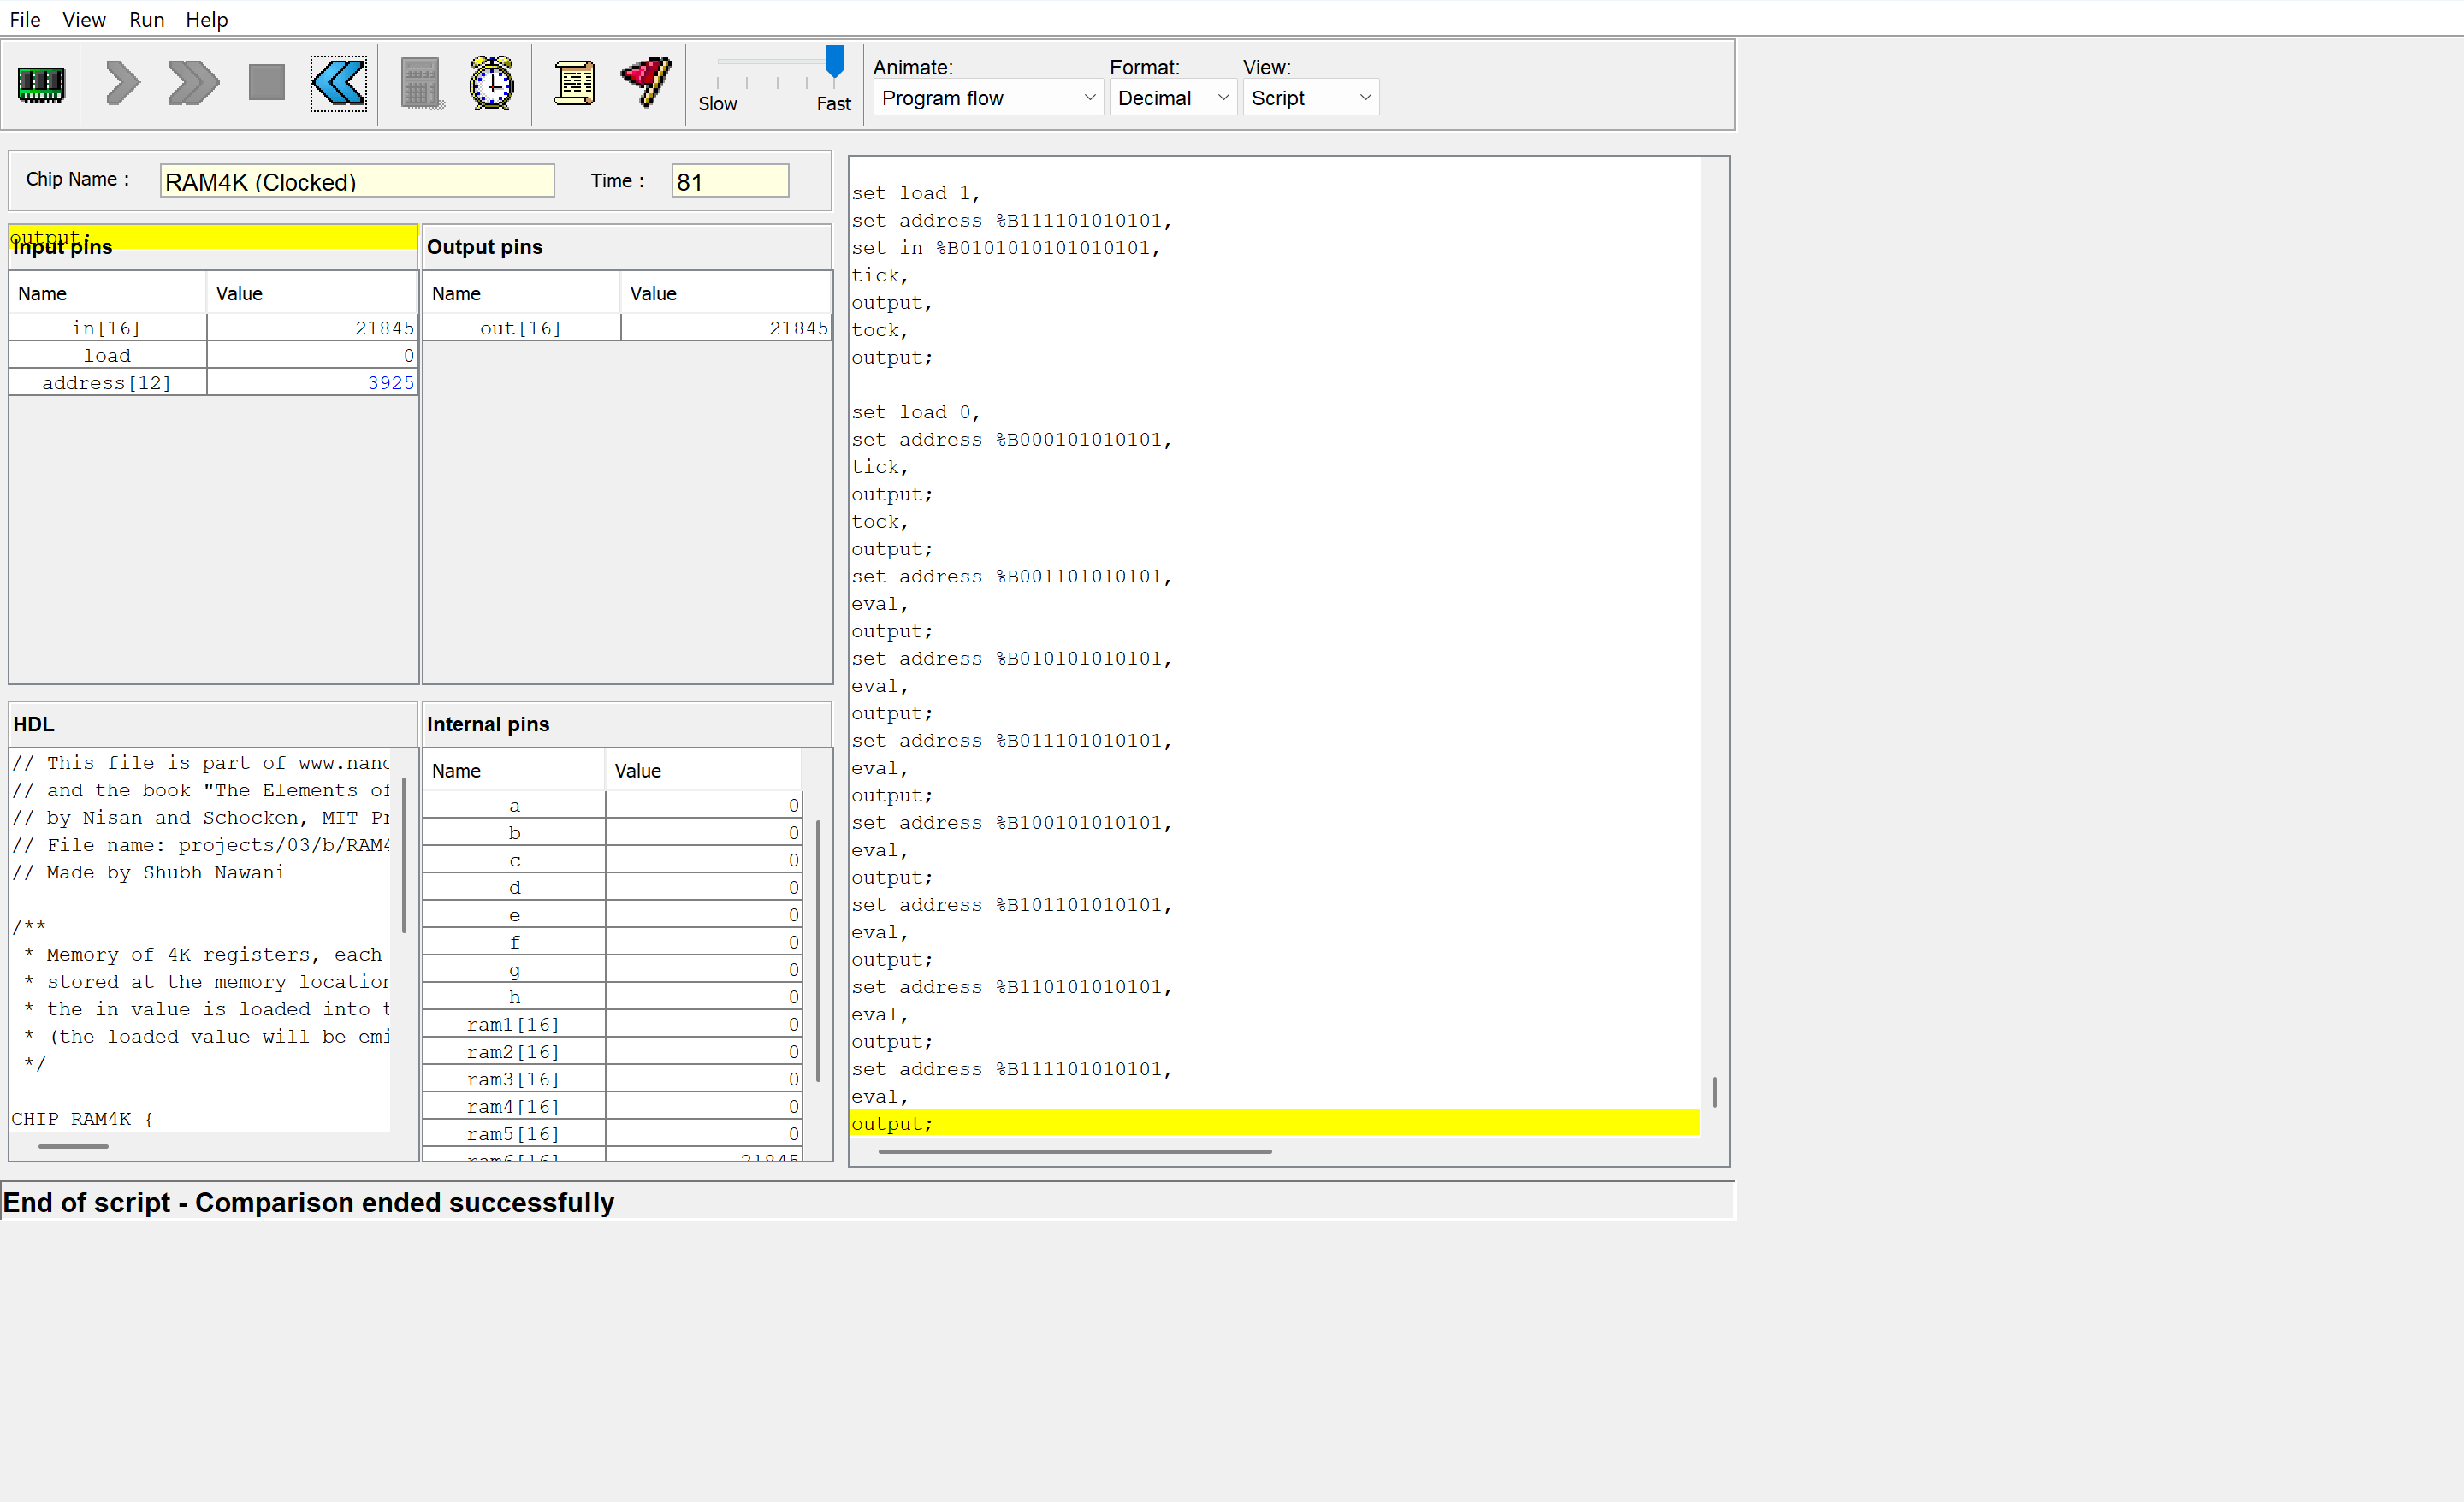 File View Run Help
Slow Fast
Animate: Format: View:
Program flow Decimal Script
Chip Name : RAM4K (Clocked) Time : 81
output;
Input pins
Name Value
in[16] 21845
load 0
address[12] 3925
Output pins
Name Value
out[16] 21845
HDL
// This file is part of www.nand
// and the book "The Elements of
// by Nisan and Schocken, MIT Pr
// File name: projects/03/b/RAM4
// Made by Shubh Nawani
/**
* Memory of 4K registers, each
* stored at the memory location
* the in value is loaded into t
* (the loaded value will be emi
*/
CHIP RAM4K {
Internal pins
Name Value
a 0
b 0
c 0
d 0
e 0
f 0
g 0
h 0
ram1[16] 0
ram2[16] 0
ram3[16] 0
ram4[16] 0
ram5[16] 0
ram6[16] 21845
set load 1,
set address %B111101010101,
set in %B0101010101010101,
tick,
output,
tock,
output;
set load 0,
set address %B000101010101,
tick,
output;
tock,
output;
set address %B001101010101,
eval,
output;
set address %B010101010101,
eval,
output;
set address %B011101010101,
eval,
output;
set address %B100101010101,
eval,
output;
set address %B101101010101,
eval,
output;
set address %B110101010101,
eval,
output;
set address %B111101010101,
eval,
output;
End of script - Comparison ended successfully